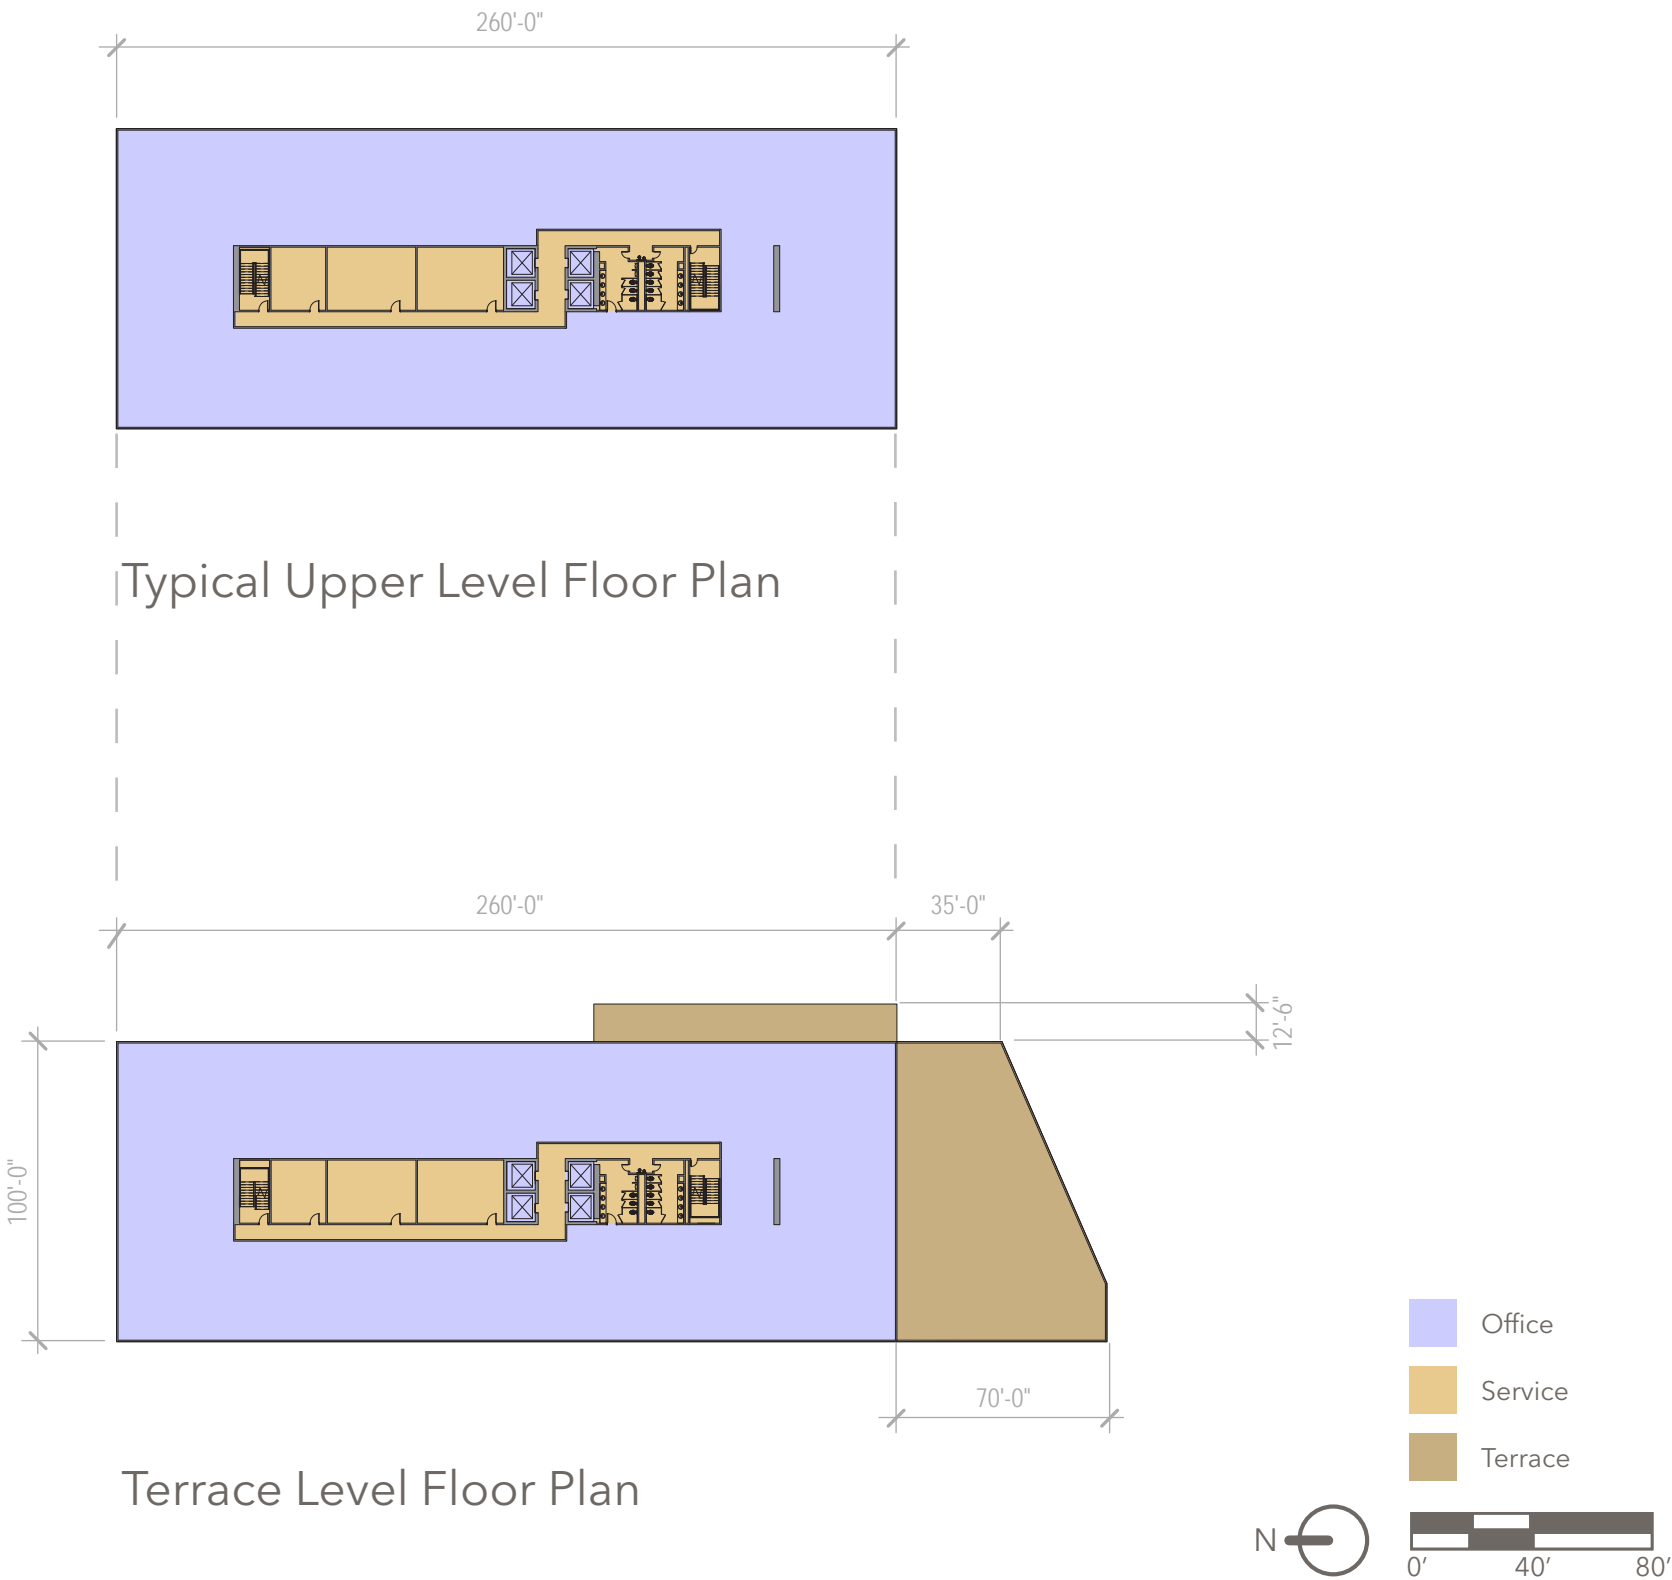 260'-0"
Typical Upper Level Floor Plan
260'-0"
35'-0"
12'-6"
100'-0"
70'-0"
Terrace Level Floor Plan
Office
Service
Terrace
N
0’ 40’ 80’